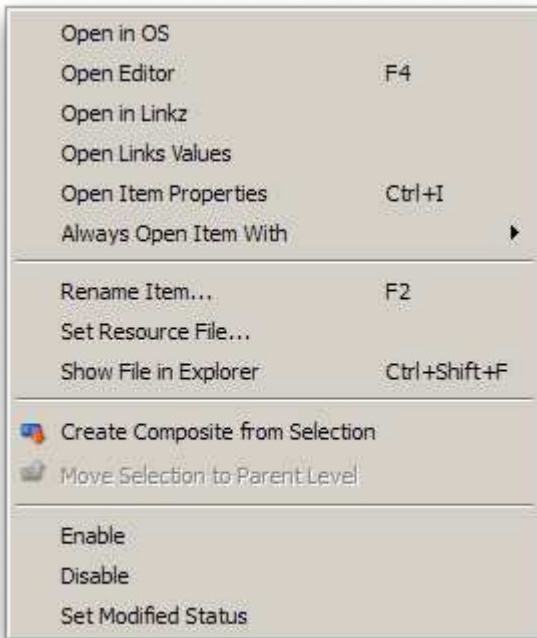 Open in OS
Open Editor F4
Open in Linkz
Open Links Values
Open Item Properties Ctrl+I
Always Open Item With
Rename Item... F2
Set Resource File...
Show File in Explorer Ctrl+Shift+F
Create Composite from Selection
Move Selection to Parent Level
Enable
Disable
Set Modified Status